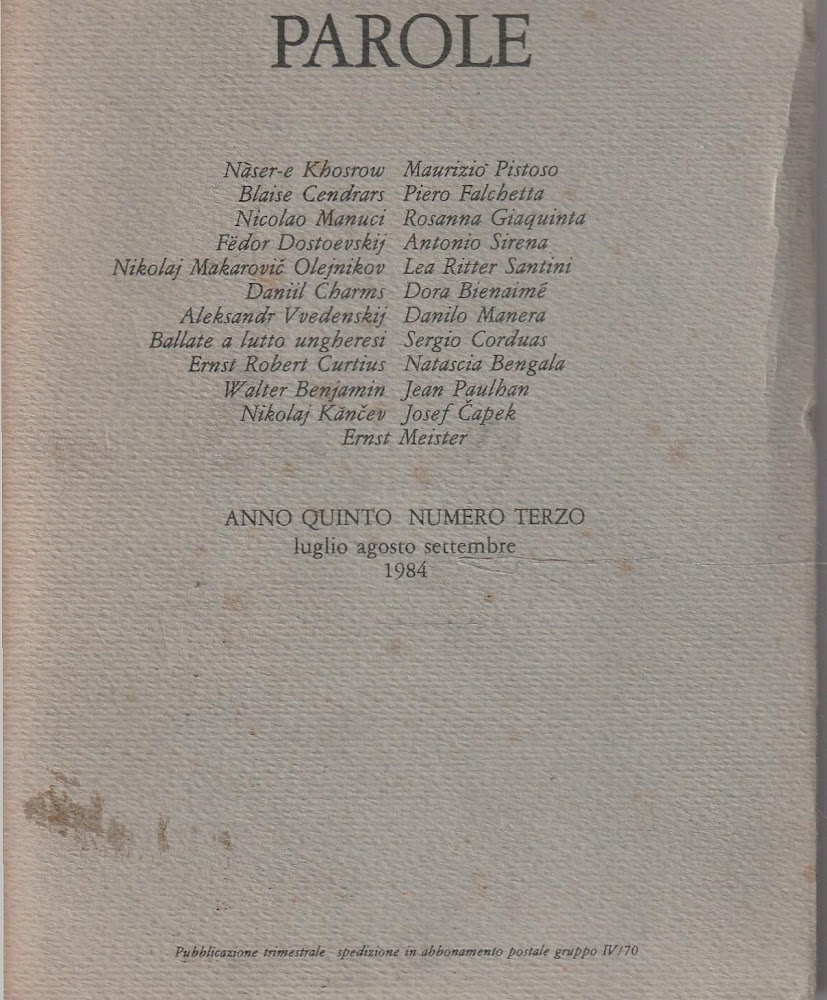 PAROLE
Nàser-e Khosrow Maurizio Pistoso
Blaise Cendrars Piero Falchetta
Nicolao Manuci Rosanna Giaquinta
Fëdor Dostoevskij Antonio Sirena
Nikolaj Makarovič Olejnikov Lea Ritter Santini
Daniil Charms Dora Bienaimé
Aleksandr Vvedenskij Danilo Manera
Ballate a lutto ungheresi Sergio Corduas
Ernst Robert Curtius Natascia Bengala
Walter Benjamin Jean Paulhan
Nikolaj Kănčev Josef Čapek
Ernst Meister
ANNO QUINTO NUMERO TERZO
luglio agosto settembre
1984
Pubblicazione trimestrale spedizione in abbonamento postale gruppo IV/70